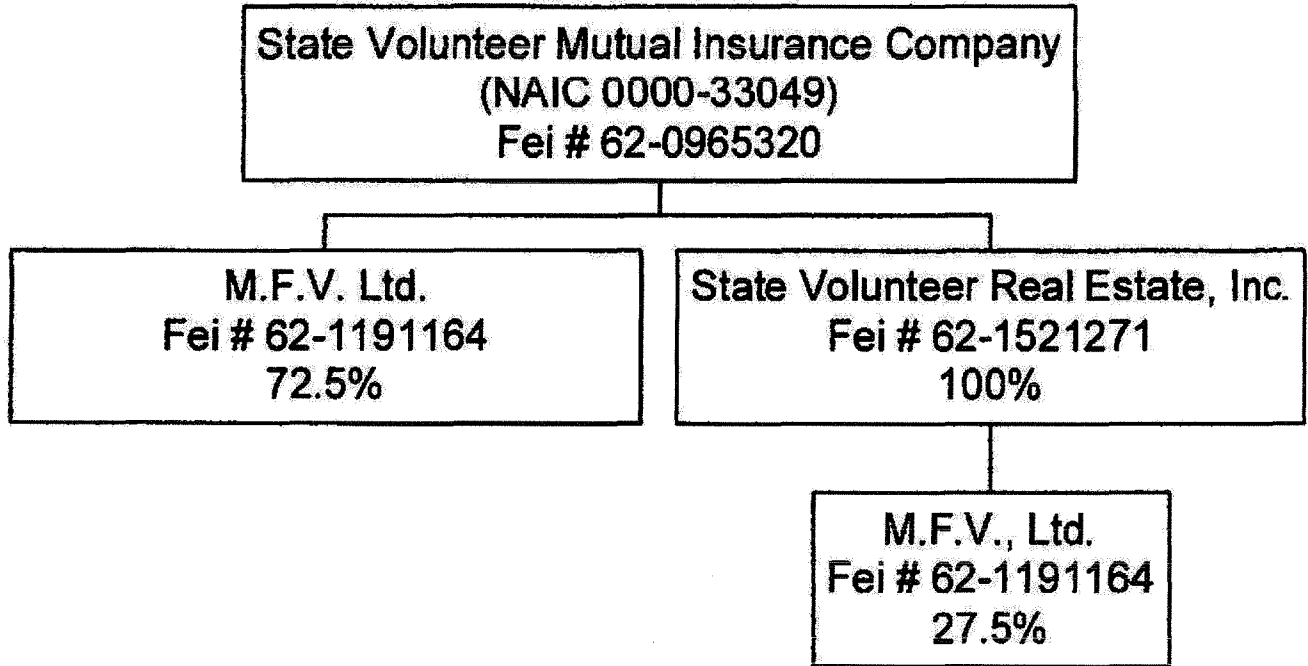 State Volunteer Mutual Insurance Company
(NAIC 0000-33049)
Fei # 62-0965320
M.F.V. Ltd.
Fei # 62-1191164
72.5%
State Volunteer Real Estate, Inc.
Fei # 62-1521271
100%
M.F.V., Ltd.
Fei # 62-1191164
27.5%